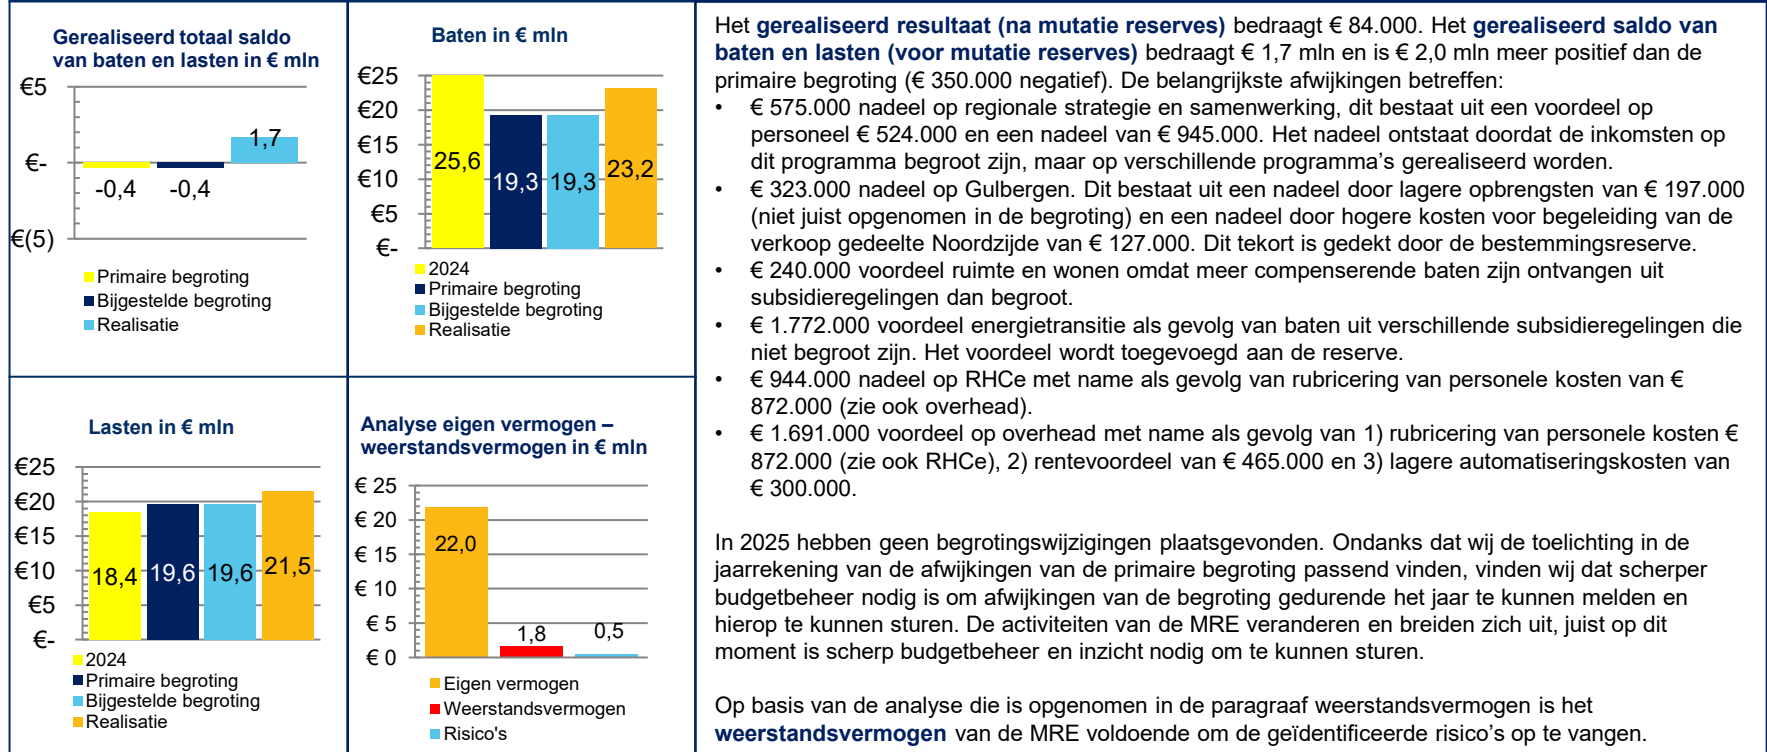 Gerealiseerd totaal saldo
van baten en lasten in € mln
€5
€-
€(5)
-0,4
-0,4
1,7
Primaire begroting
Bijgestelde begroting
Realisatie
Baten in € mln
€25
€20
€15
€10
€5
€-
25,6
19,3
19,3
23,2
2024
Primaire begroting
Bijgestelde begroting
Realisatie
Lasten in € mln
€25
€20
€15
€10
€5
€-
18,4
19,6
19,6
21,5
2024
Primaire begroting
Bijgestelde begroting
Realisatie
Analyse eigen vermogen –
weerstandsvermogen in € mln
€ 25
€ 20
€ 15
€ 10
€ 5
€ 0
22,0
1,8
0,5
Eigen vermogen
Weerstandsvermogen
Risico's
Het gerealiseerd resultaat (na mutatie reserves) bedraagt € 84.000. Het gerealiseerd saldo van
baten en lasten (voor mutatie reserves) bedraagt € 1,7 mln en is € 2,0 mln meer positief dan de
primaire begroting (€ 350.000 negatief). De belangrijkste afwijkingen betreffen:
• € 575.000 nadeel op regionale strategie en samenwerking, dit bestaat uit een voordeel op
personeel € 524.000 en een nadeel van € 945.000. Het nadeel ontstaat doordat de inkomsten op
dit programma begroot zijn, maar op verschillende programma’s gerealiseerd worden.
• € 323.000 nadeel op Gulbergen. Dit bestaat uit een nadeel door lagere opbrengsten van € 197.000
(niet juist opgenomen in de begroting) en een nadeel door hogere kosten voor begeleiding van de
verkoop gedeelte Noordzijde van € 127.000. Dit tekort is gedekt door de bestemmingsreserve.
• € 240.000 voordeel ruimte en wonen omdat meer compenserende baten zijn ontvangen uit
subsidieregelingen dan begroot.
• € 1.772.000 voordeel energietransitie als gevolg van baten uit verschillende subsidieregelingen die
niet begroot zijn. Het voordeel wordt toegevoegd aan de reserve.
• € 944.000 nadeel op RHCe met name als gevolg van rubricering van personele kosten van €
872.000 (zie ook overhead).
• € 1.691.000 voordeel op overhead met name als gevolg van 1) rubricering van personele kosten €
872.000 (zie ook RHCe), 2) rentevoordeel van € 465.000 en 3) lagere automatiseringskosten van
€ 300.000.
In 2025 hebben geen begrotingswijzigingen plaatsgevonden. Ondanks dat wij de toelichting in de
jaarrekening van de afwijkingen van de primaire begroting passend vinden, vinden wij dat scherper
budgetbeheer nodig is om afwijkingen van de begroting gedurende het jaar te kunnen melden en
hierop te kunnen sturen. De activiteiten van de MRE veranderen en breiden zich uit, juist op dit
moment is scherp budgetbeheer en inzicht nodig om te kunnen sturen.
Op basis van de analyse die is opgenomen in de paragraaf weerstandsvermogen is het
weerstandsvermogen van de MRE voldoende om de geïdentificeerde risico’s op te vangen.